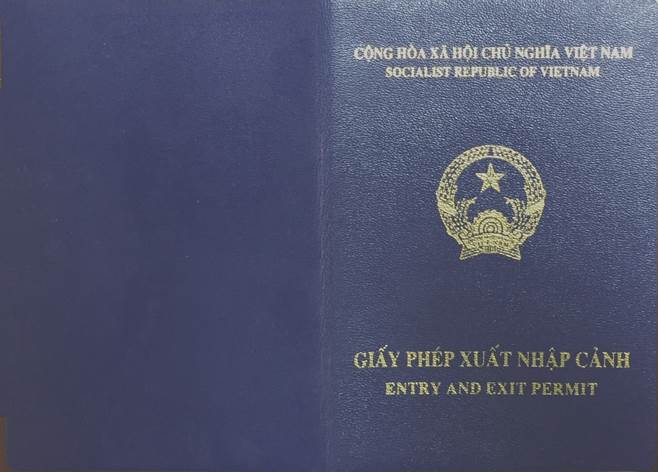 CỘNG HÒA XÃ HỘI CHỦ NGHĨA VIỆT NAM
SOCIALIST REPUBLIC OF VIETNAM
GIẤY PHÉP XUẤT NHẬP CẢNH
ENTRY AND EXIT PERMIT